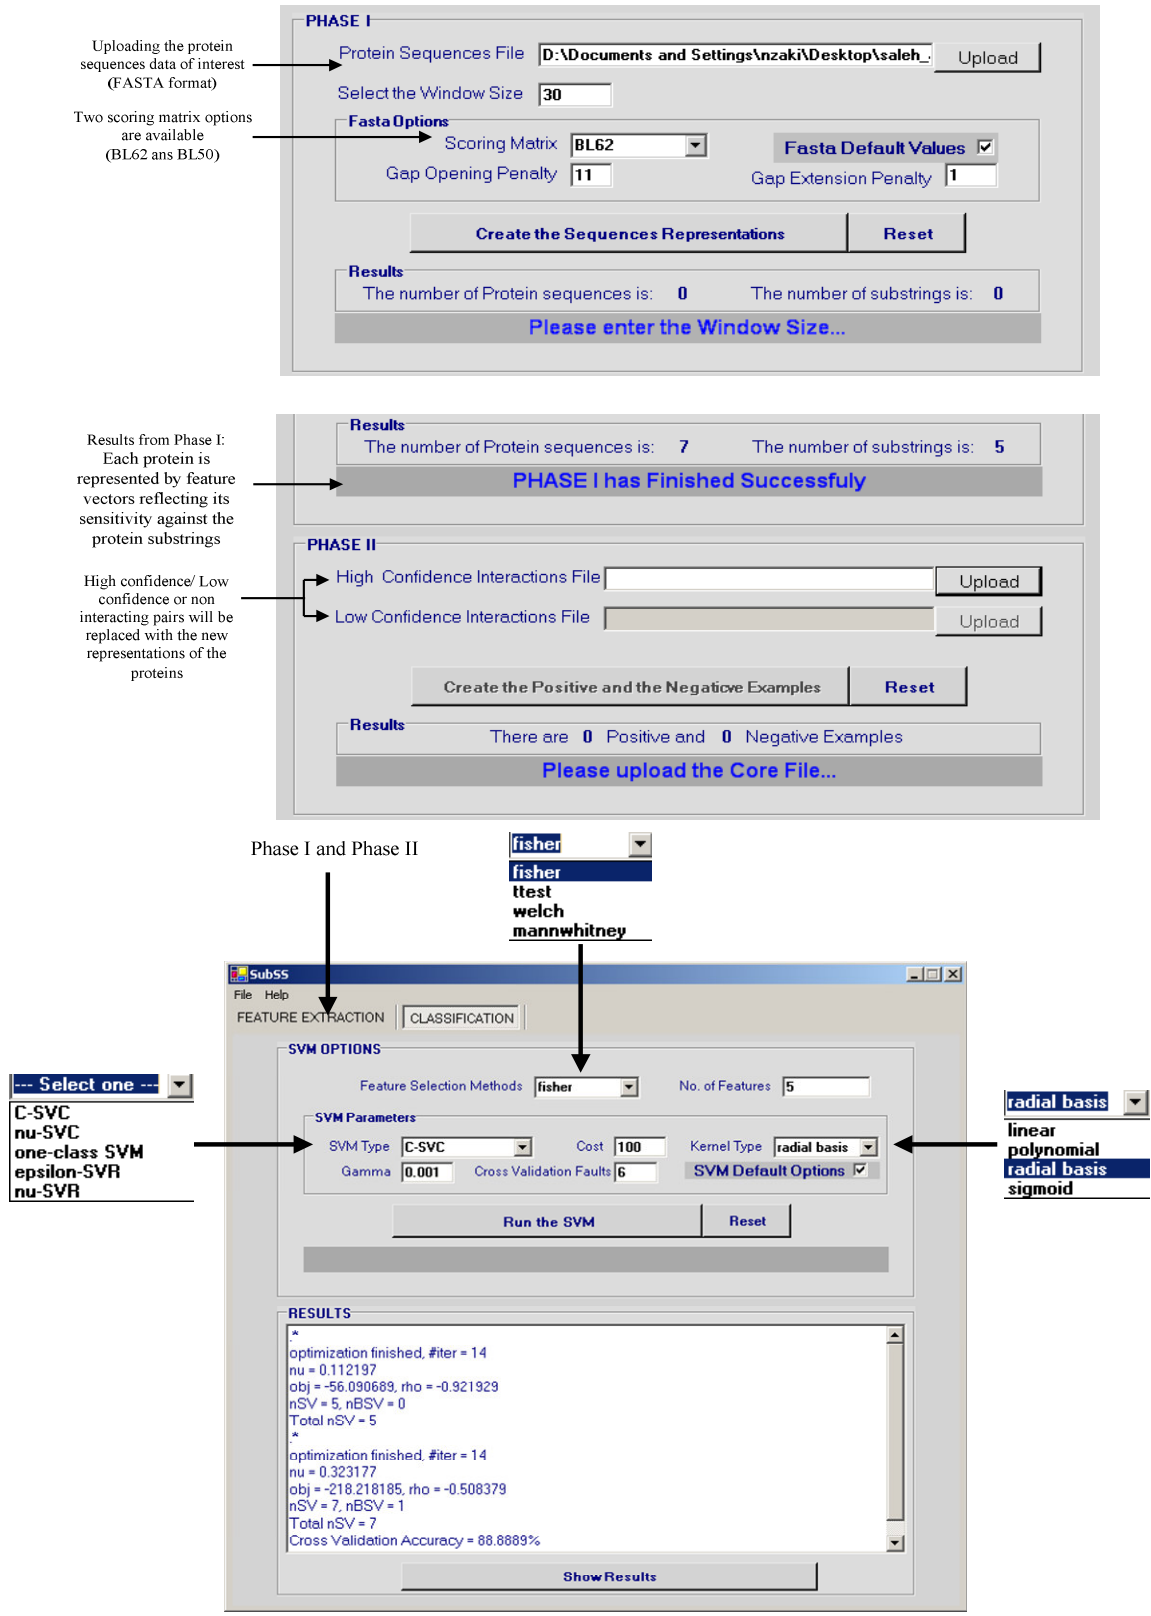 PHASE I
Uploading the protein
sequences data of interest
(FASTA format)
Protein Sequences File D:\Documents and Settings\nzaki\Desktop\saleh_ Upload
Select the Window Size 30
Two scoring matrix options
are available
(BL62 ans BL50)
Fasta Options
Scoring Matrix BL62 Fasta Default Values
Gap Opening Penalty 11 Gap Extension Penalty 1
Create the Sequences Representations Reset
Results
The number of Protein sequences is: 0 The number of substrings is: 0
Please enter the Window Size...
Results from Phase I:
Each protein is
represented by feature
vectors reflecting its
sensitivity against the
protein substrings
Results
The number of Protein sequences is: 7 The number of substrings is: 5
PHASE I has Finished Successfuly
PHASE II
High confidence/ Low
confidence or non
interacting pairs will be
replaced with the new
representations of the
proteins
High Confidence Interactions File Upload
Low Confidence Interactions File Upload
Create the Positive and the Negaticve Examples Reset
Results
There are 0 Positive and 0 Negative Examples
Please upload the Core File...
Phase I and Phase II
fisher
fisher
ttest
welch
mannwhitney
SubSS
File Help
FEATURE EXTRACTION CLASSIFICATION
SVM OPTIONS
Feature Selection Methods fisher No. of Features 5
--- Select one ---
C-SVC
nu-SVC
one-class SVM
epsilon-SVR
nu-SVR
SVM Parameters
SVM Type C-SVC Cost 100 Kernel Type radial basis
Gamma 0.001 Cross Validation Faults 6 SVM Default Options
radial basis
linear
polynomial
radial basis
sigmoid
Run the SVM Reset
RESULTS
.*
optimization finished, #iter = 14
nu = 0.112197
obj = -56.090689, rho = -0.921929
nSV = 5, nBSV = 0
Total nSV = 5
.*
optimization finished, #iter = 14
nu = 0.323177
obj = -218.218185, rho = -0.508379
nSV = 7, nBSV = 1
Total nSV = 7
Cross Validation Accuracy = 88.8889%
Show Results